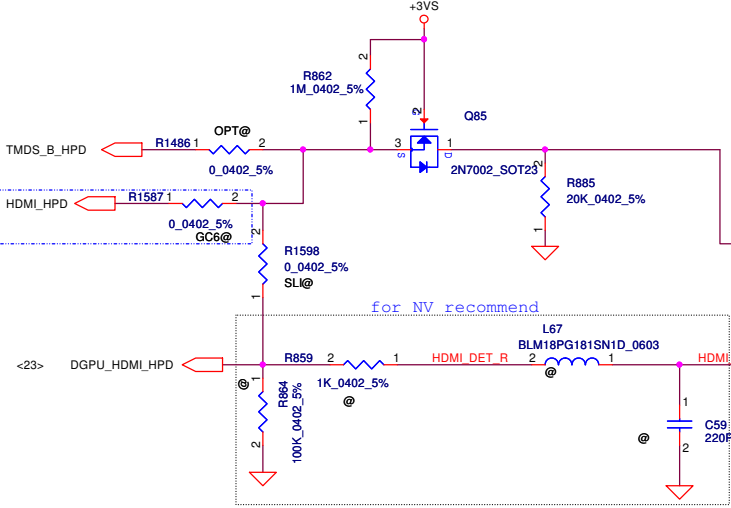 +3VS
R862
1M_0402_5%
2
1
2
Q85
3
1
S
D
2N7002_SOT23
OPT@
TMDS_B_HPD
R1486 1
2
0_0402_5%
2
R885
20K_0402_5%
1
HDMI_HPD
R1587 1
2
0_0402_5%
GC6@
2
R1598
0_0402_5%
SLI@
1
for NV recommend
L67
BLM18PG181SN1D_0603
<23>
DGPU_HDMI_HPD
R859
2
1
HDMI_DET_R
2
1
HDMI
1K_0402_5%
@
@
@
1
R864
100K_0402_5%
2
1
C59
220P
@
2